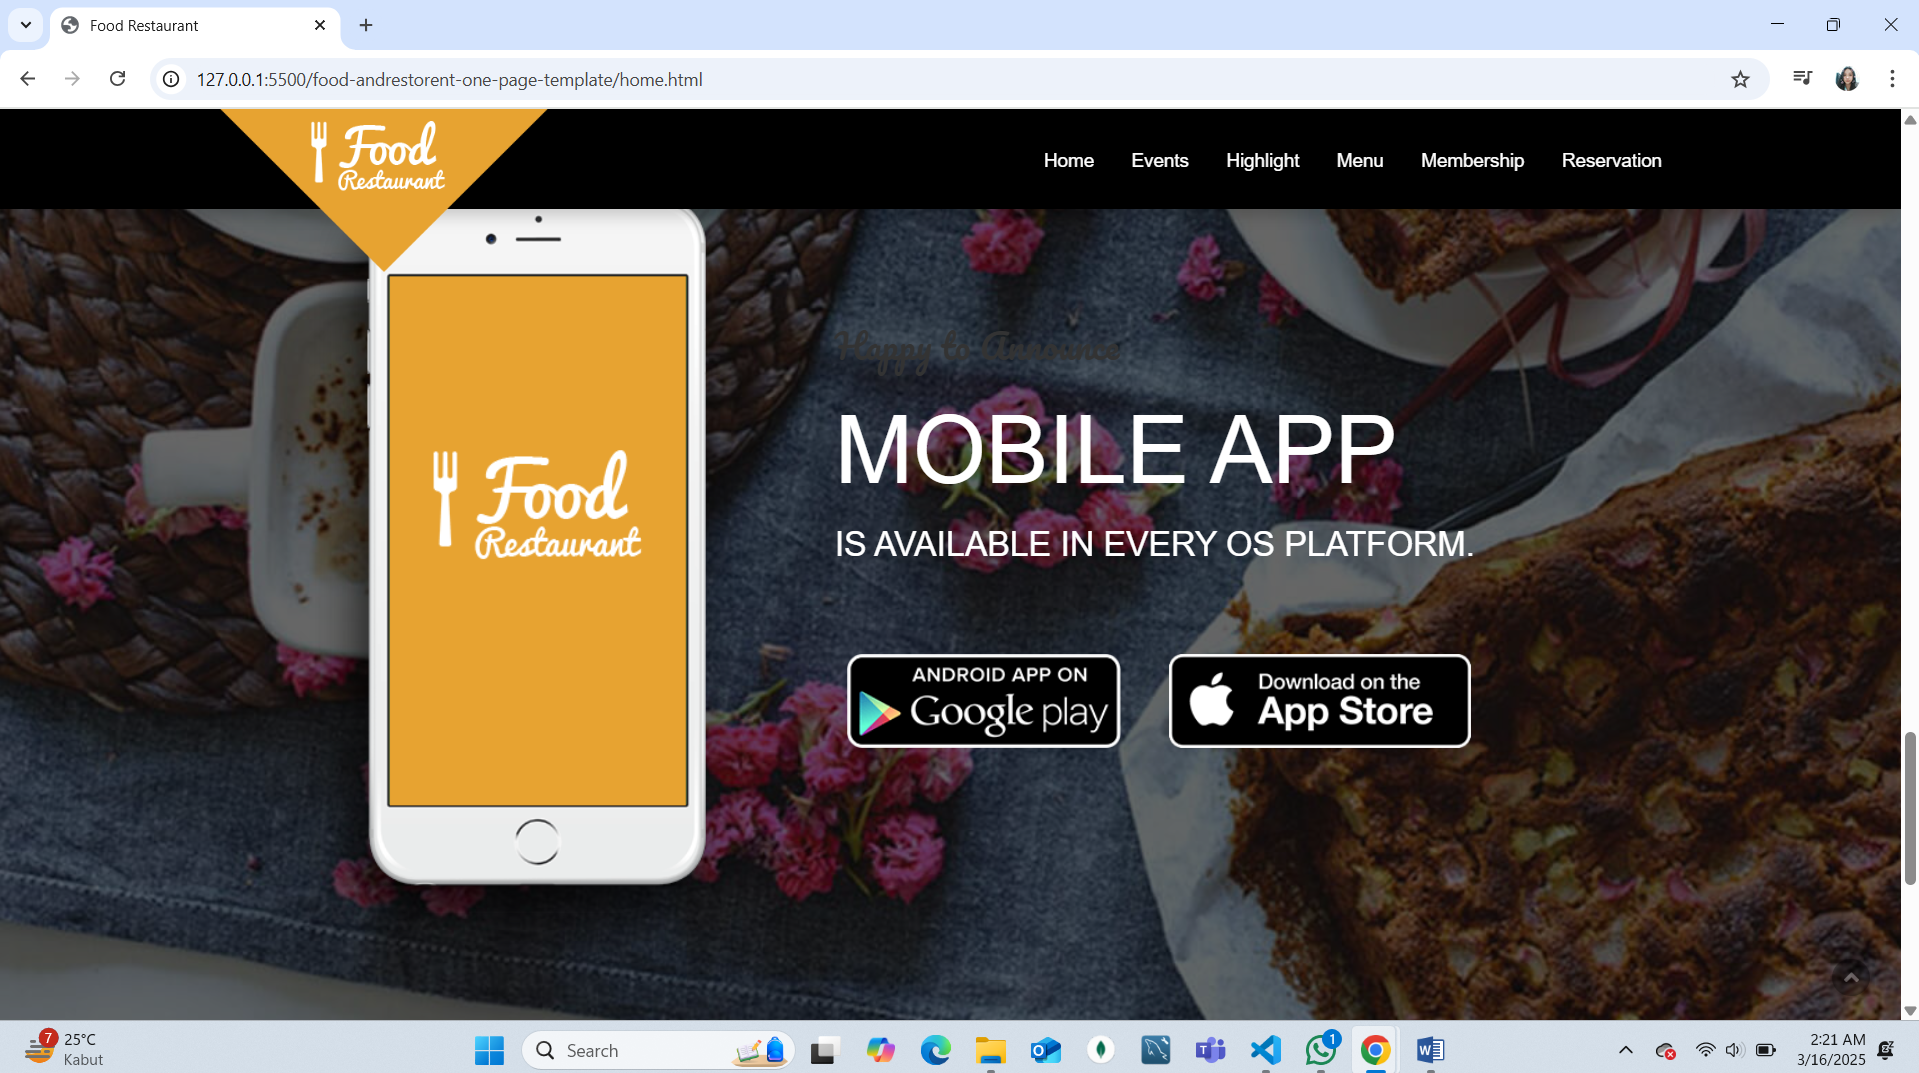 Food Restaurant
127.0.0.1:5500/food-andrestorent-one-page-template/home.html
Food
Restaurant
Home Events Highlight Menu Membership Reservation
Happy to Announce
MOBILE APP
IS AVAILABLE IN EVERY OS PLATFORM.
Food
Restaurant
ANDROID APP ON
Google play
Download on the
App Store
7
25°C
Kabut
Search
1
2:21 AM
3/16/2025